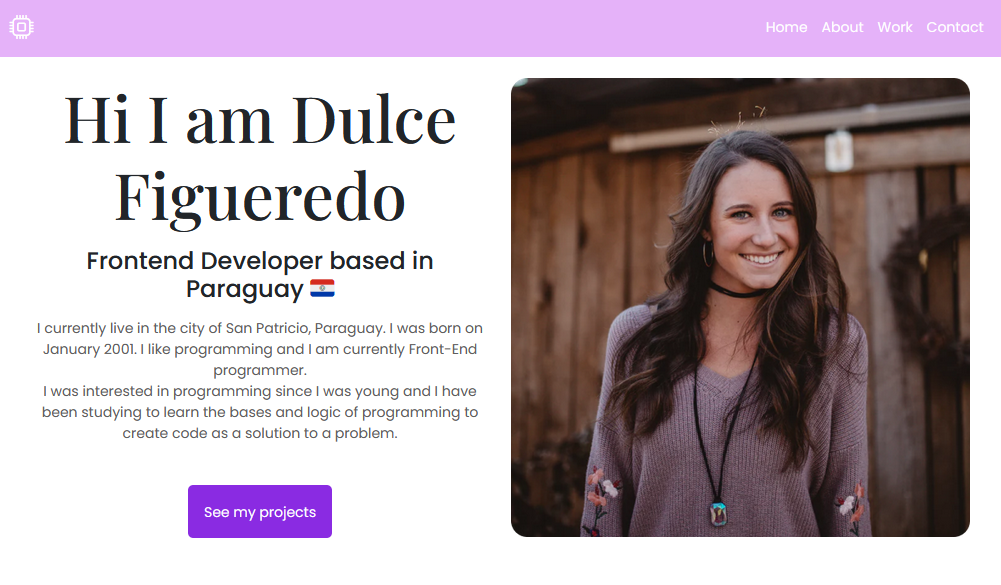 Home About Work Contact
Hi I am Dulce
Figueredo
Frontend Developer based in
Paraguay 🇵🇾
I currently live in the city of San Patricio, Paraguay. I was born on
January 2001. I like programming and I am currently Front-End
programmer.
I was interested in programming since I was young and I have
been studying to learn the bases and logic of programming to
create code as a solution to a problem.
See my projects